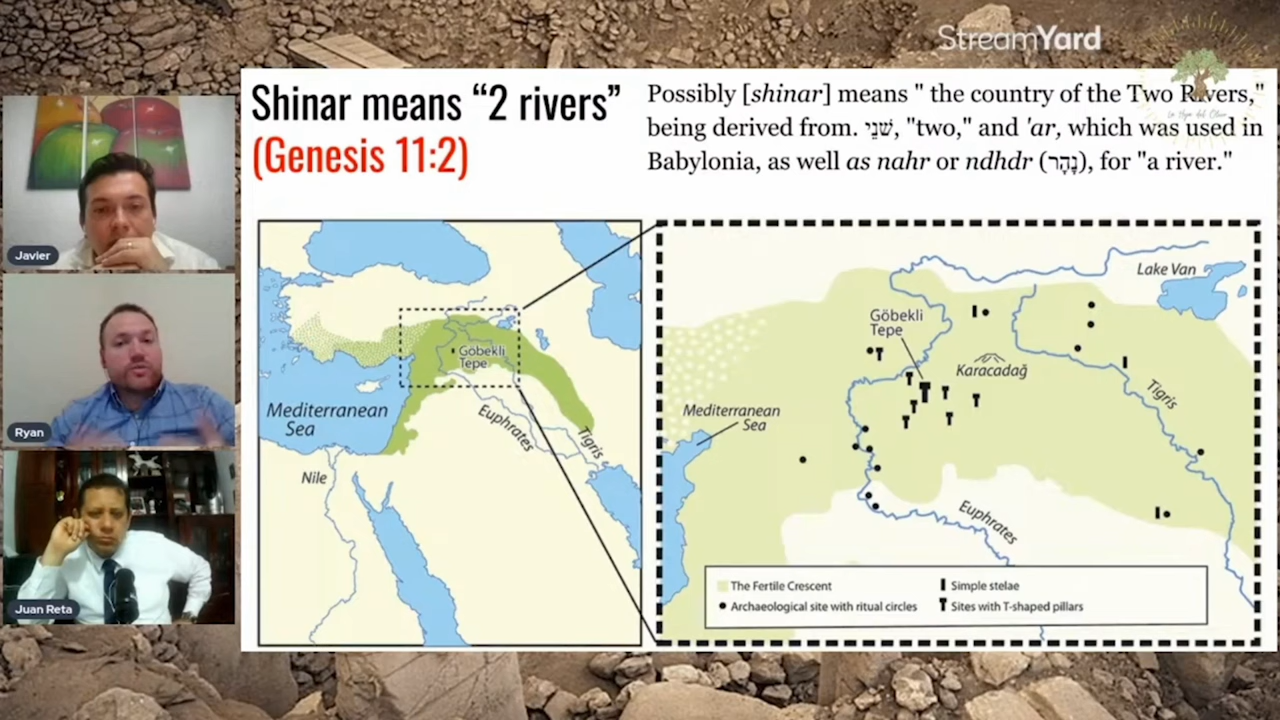 StreamYard
Shinar means “2 rivers”
(Genesis 11:2)
Possibly [shinar] means " the country of the Two Rivers,"
being derived from. שׁנֵי, "two," and 'ar, which was used in
Babylonia, as well as nahr or ndhdr (נָהָר), for "a river."
Javier
Ryan
Juan Reta
Göbekli
Tepe
Mediterranean
Sea
Euphrates
Tigris
Nile
Lake Van
Göbekli
Tepe
Karacadağ
Tigris
Mediterranean
Sea
Euphrates
The Fertile Crescent
Simple stelae
Archaeological site with ritual circles
Sites with T-shaped pillars